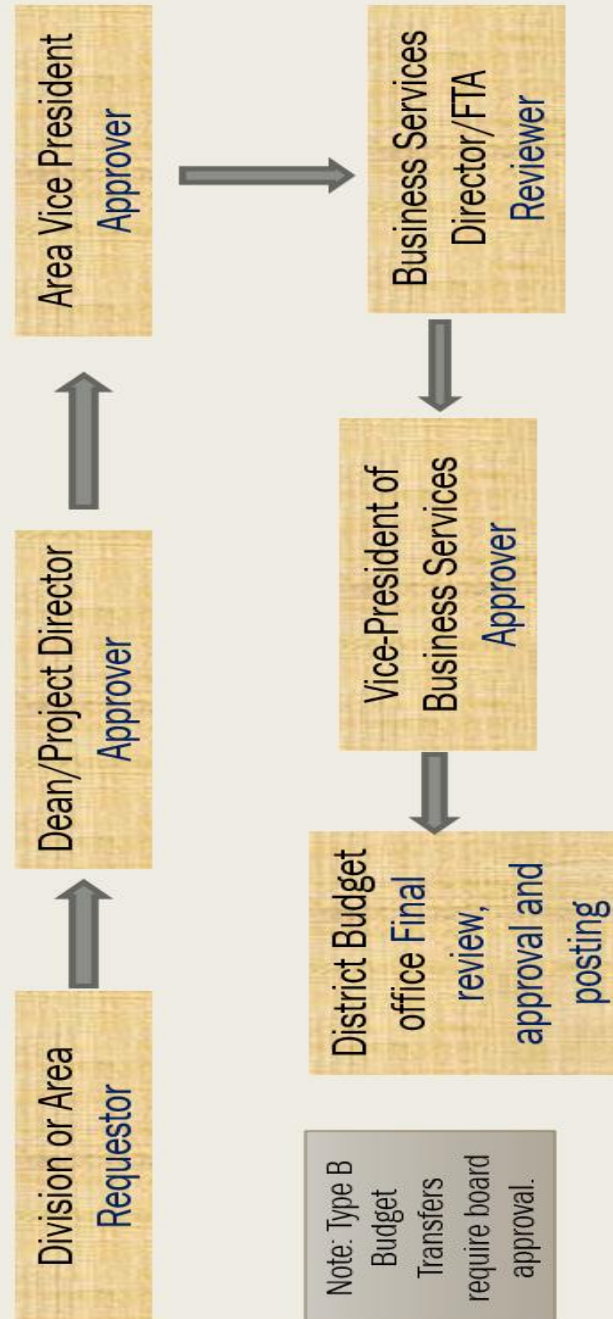 Division or Area
Requestor
Dean/Project Director
Approver
Area Vice President
Approver
Business Services
Director/FTA
Reviewer
Vice-President of
Business Services
Approver
District Budget
office Final
review,
approval and
posting
Note: Type B
Budget
Transfers
require board
approval.